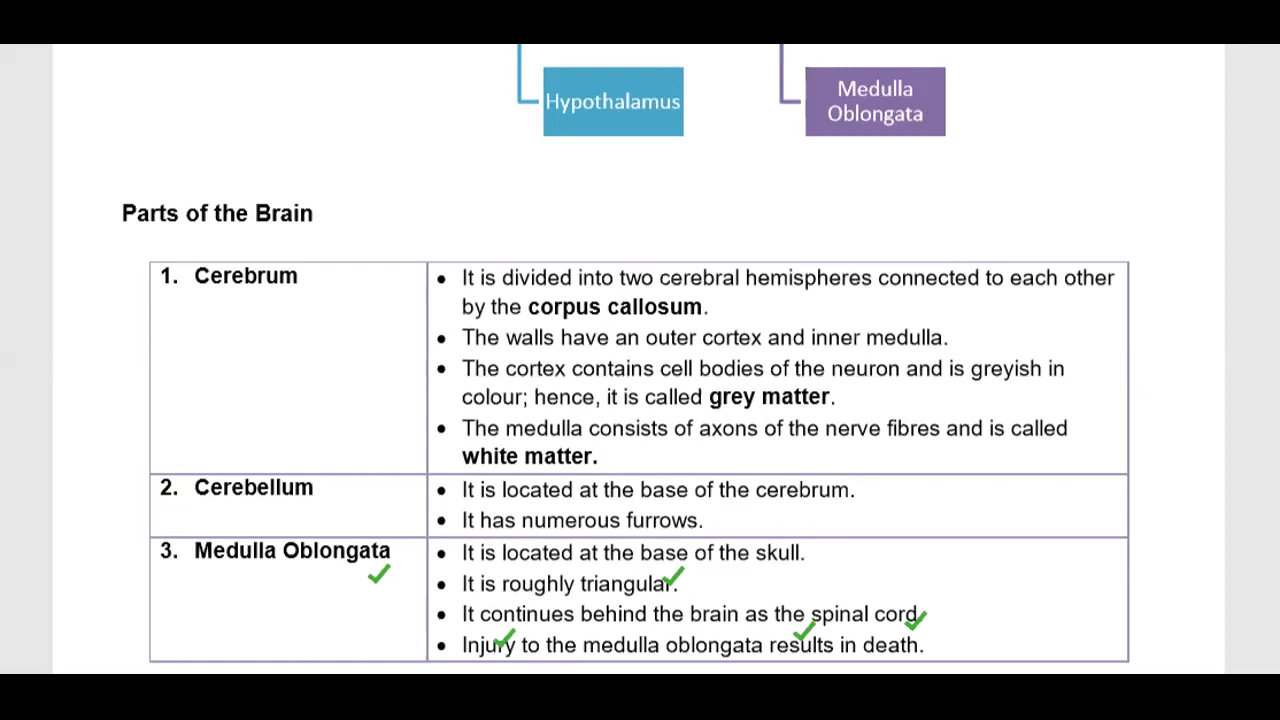 Hypothalamus
Medulla
Oblongata
Parts of the Brain
1. Cerebrum
• It is divided into two cerebral hemispheres connected to each other
by the corpus callosum.
• The walls have an outer cortex and inner medulla.
• The cortex contains cell bodies of the neuron and is greyish in
colour; hence, it is called grey matter.
• The medulla consists of axons of the nerve fibres and is called
white matter.
2. Cerebellum
• It is located at the base of the cerebrum.
• It has numerous furrows.
3. Medulla Oblongata
• It is located at the base of the skull.
• It is roughly triangular.
• It continues behind the brain as the spinal cord.
• Injury to the medulla oblongata results in death.